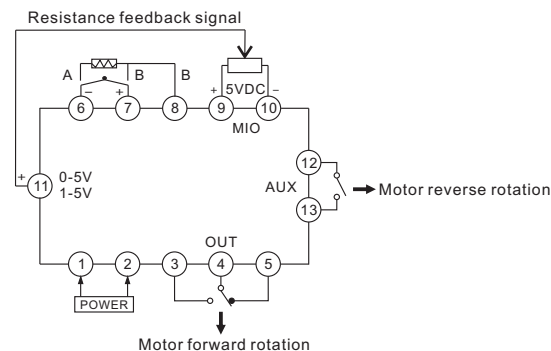 Resistance feedback signal
A B B
− + + 5VDC −
6 7 8 9 10
MIO
+ 11 0-5V
1-5V
12
AUX
Motor reverse rotation
13
OUT
1 2 3 4 5
POWER
Motor forward rotation